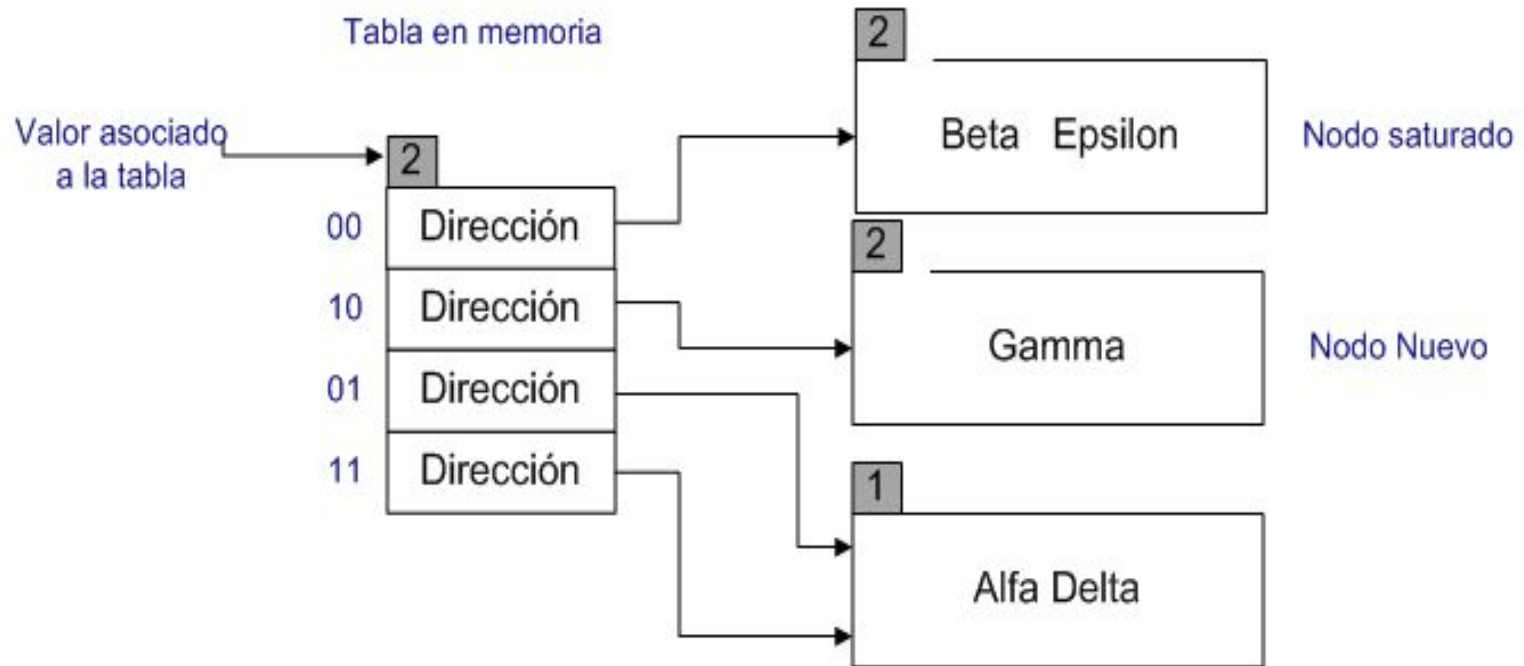 Tabla en memoria
2
Valor asociado
a la tabla
2
Beta Epsilon
Nodo saturado
00
Dirección
2
10
Dirección
Gamma
Nodo Nuevo
01
Dirección
11
Dirección
1
Alfa Delta